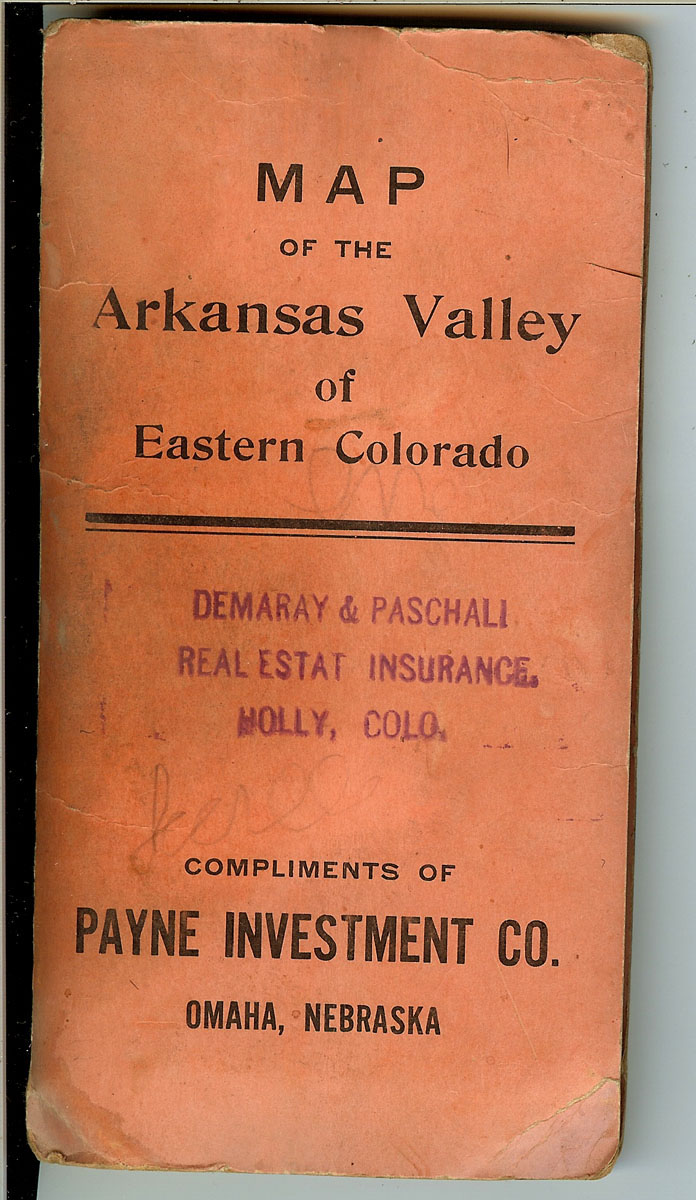 MAP
OF THE
Arkansas Valley
of
Eastern Colorado
DEMARAY & PASCHALL
REAL ESTAT INSURANCE.
HOLLY, COLO.
COMPLIMENTS OF
PAYNE INVESTMENT CO.
OMAHA, NEBRASKA